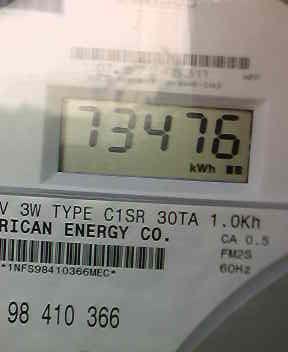 73476
kWh
V 3W TYPE C1SR 30TA 1.0Kh
RICAN ENERGY CO.
CA 0.5
FM2S
60Hz
*1NFS98410366MEC*
98 410 366